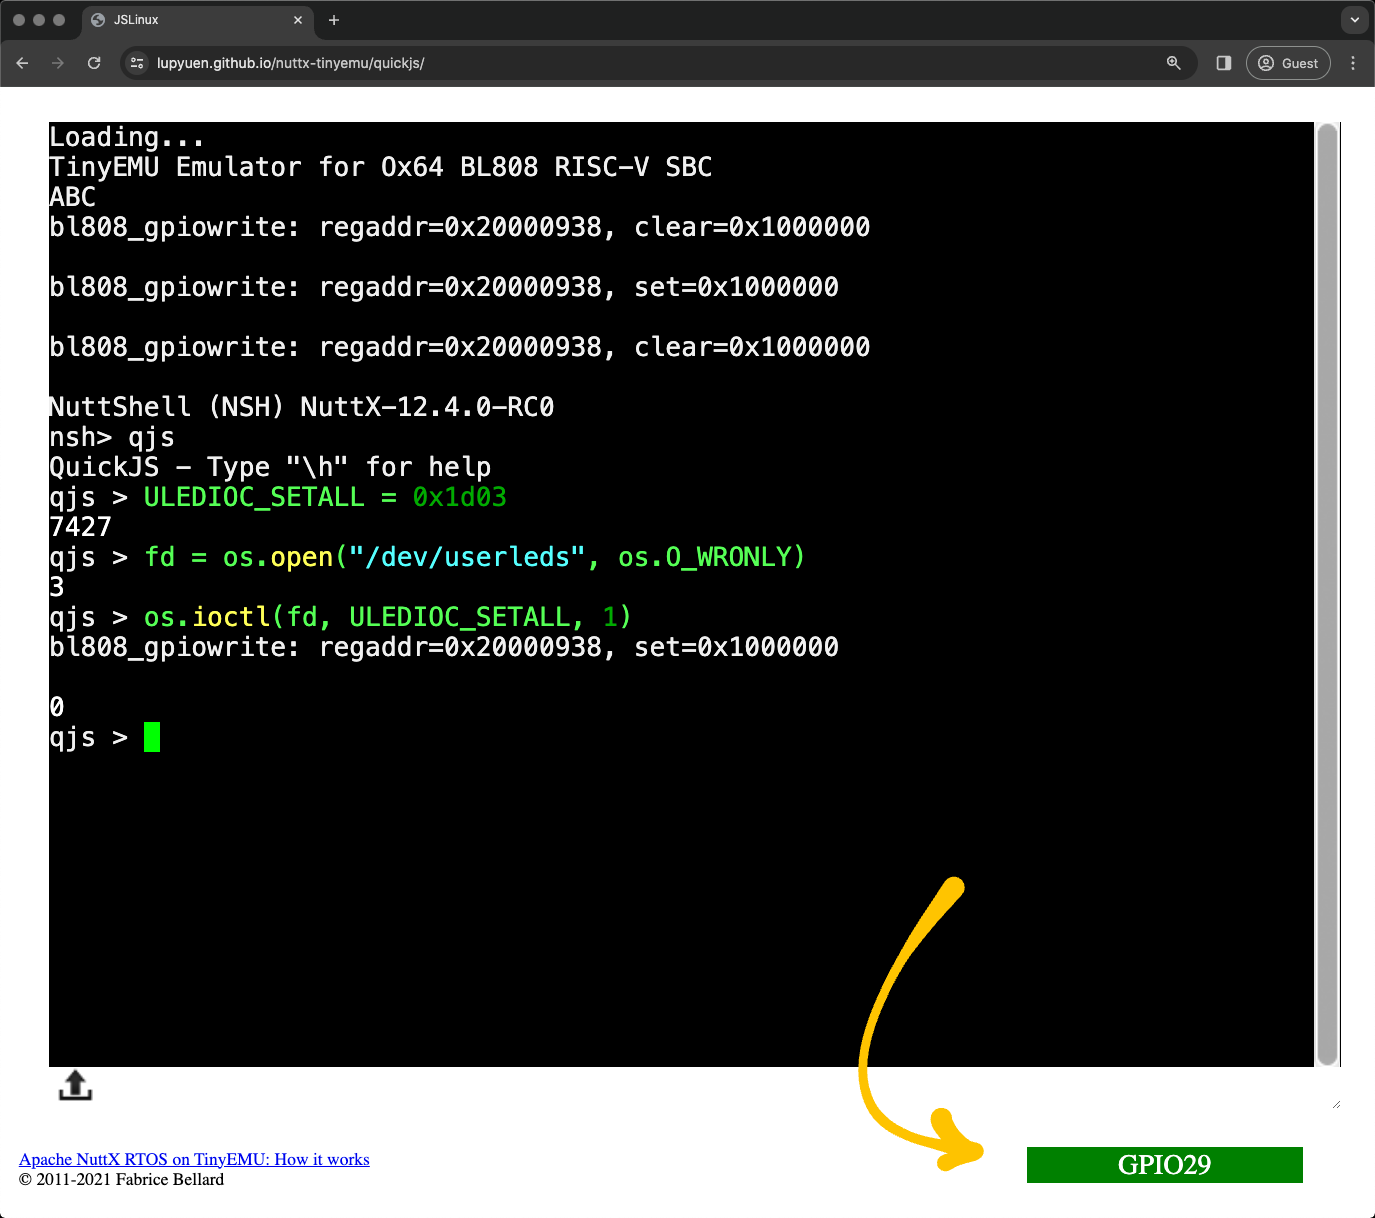 JSLinux
lupyuen.github.io/nuttx-tinyemu/quickjs/
Guest
Loading...
TinyEMU Emulator for Ox64 BL808 RISC-V SBC
ABC
bl808_gpiowrite: regaddr=0x20000938, clear=0x1000000
bl808_gpiowrite: regaddr=0x20000938, set=0x1000000
bl808_gpiowrite: regaddr=0x20000938, clear=0x1000000
NuttShell (NSH) NuttX-12.4.0-RC0
nsh> qjs
QuickJS - Type "\h" for help
qjs > ULEDIOC_SETALL = 0x1d03
7427
qjs > fd = os.open("/dev/userleds", os.O_WRONLY)
3
qjs > os.ioctl(fd, ULEDIOC_SETALL, 1)
bl808_gpiowrite: regaddr=0x20000938, set=0x1000000
0
qjs >
Apache NuttX RTOS on TinyEMU: How it works
© 2011-2021 Fabrice Bellard
GPIO29